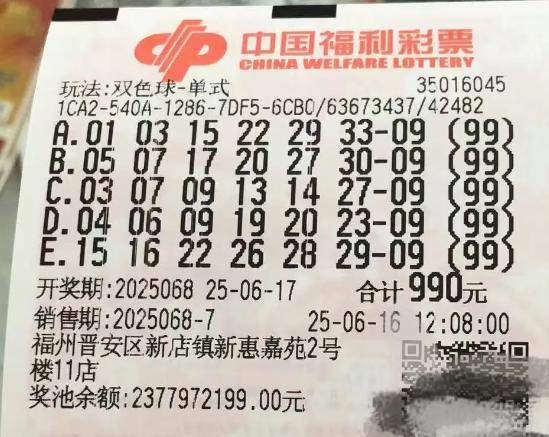 中国福利彩票
CHINA WELFARE LOTTERY
玩法:双色球-单式 35016045
1CA2-540A-1286-7DF5-6CB0/63673437/42482
A.01 03 15 22 29 33-09 (99)
B.05 07 17 20 27 30-09 (99)
C.03 07 09 13 14 27-09 (99)
D.04 06 09 19 20 23-09 (99)
E.15 16 22 26 28 29-09 (99)
开奖期:2025068 25-06-17 合计990元
销售期:2025068-7 25-06-16 12:08:00
福州晋安区新店镇新惠嘉苑2号
楼11店
奖池余额:2377972199.00元